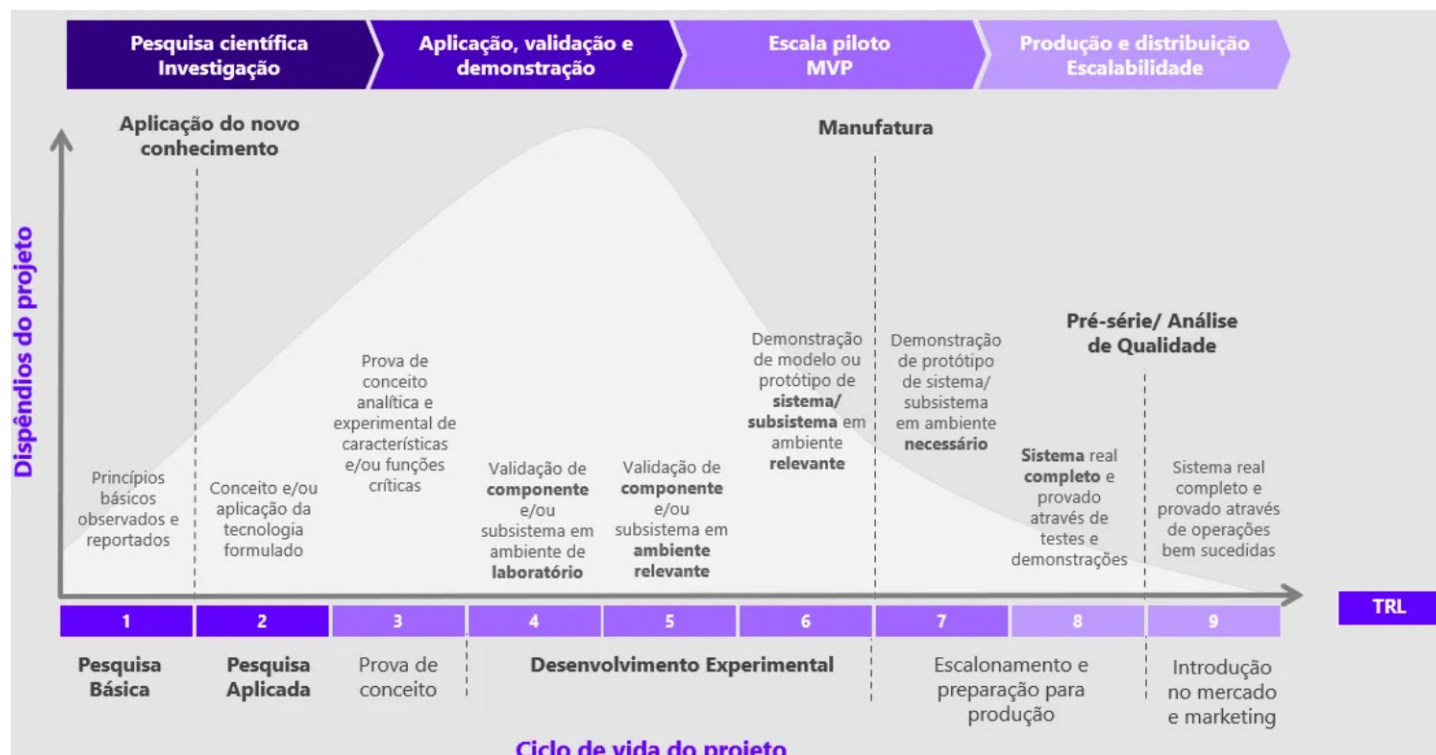 Pesquisa científica
Investigação
Aplicação, validação e
demonstração
Escala piloto
MVP
Produção e distribuição
Escalabilidade
Aplicação do novo
conhecimento
Manufatura
Pré-série/ Análise
de Qualidade
Dispêndios do projeto
Princípios
básicos
observados e
reportados
Conceito e/ou
aplicação da
tecnologia
formulado
Prova de
conceito
analítica e
experimental de
características
e/ou funções
críticas
Validação de
componente
e/ou
subsistema em
ambiente de
laboratório
Validação de
componente
e/ou
subsistema em
ambiente
relevante
Demonstração
de modelo ou
protótipo de
sistema/
subsistema em
ambiente
relevante
Demonstração
de protótipo
de sistema/
subsistema
em ambiente
necessário
Sistema real
completo e
provado
através de
testes e
demonstrações
Sistema real
completo e
provado através
de operações
bem sucedidas
1 2 3 4 5 6 7 8 9
TRL
Pesquisa
Básica
Pesquisa
Aplicada
Prova de
conceito
Desenvolvimento Experimental
Escalonamento e
preparação para
produção
Introdução
no mercado
e marketing
Ciclo de vida do projeto